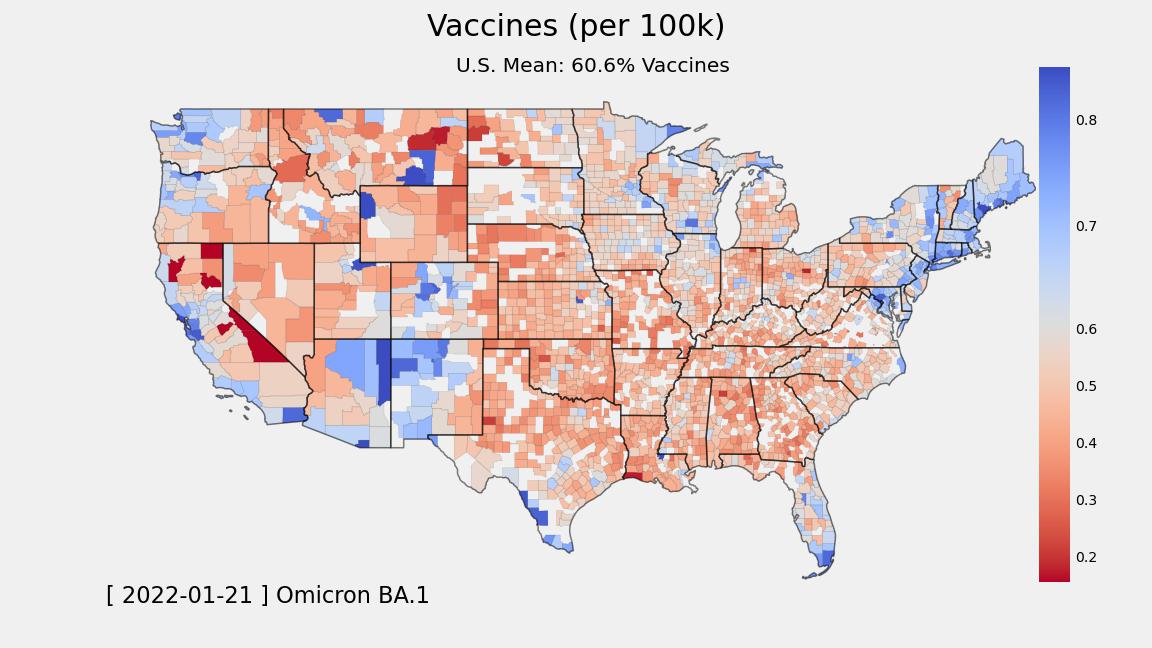 Vaccines (per 100k)
U.S. Mean: 60.6% Vaccines
0.8
0.7
0.6
0.5
0.4
0.3
0.2
[ 2022-01-21 ] Omicron BA.1